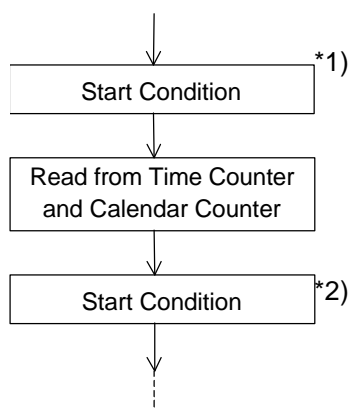 *1)
Start Condition
Read from Time Counter
and Calendar Counter
*2)
Start Condition